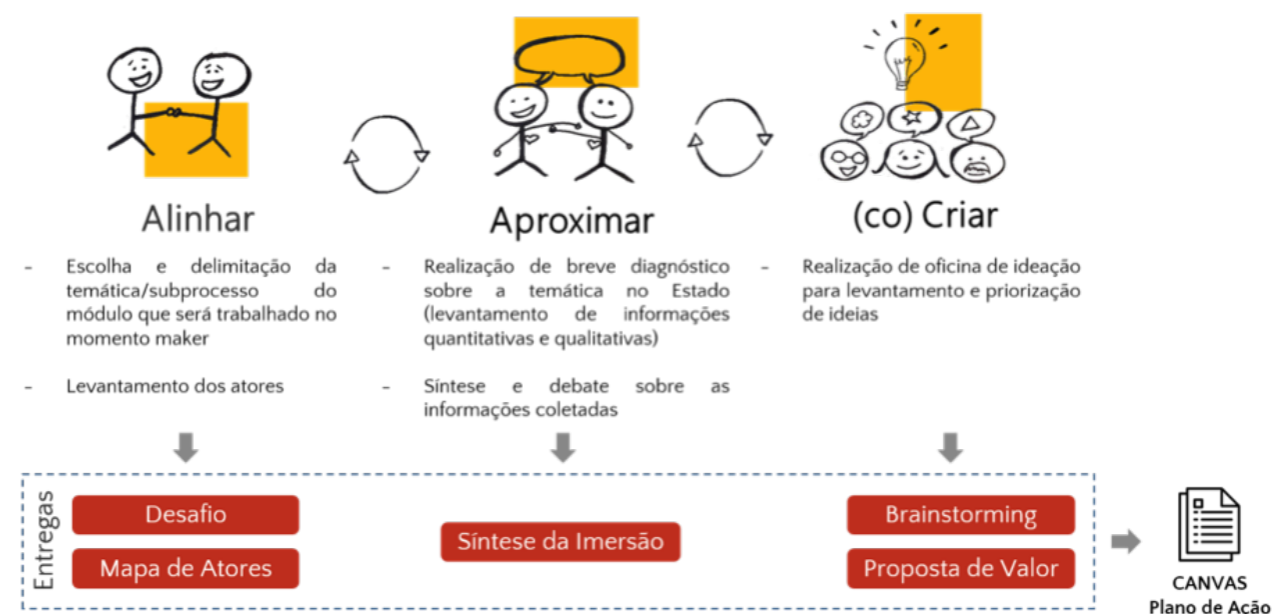 Alinhar
- Escolha e delimitação da
temática/subprocesso do
módulo que será trabalhado no
momento maker
- Levantamento dos atores
Aproximar
- Realização de breve diagnóstico
sobre a temática no Estado
(levantamento de informações
quantitativas e qualitativas)
- Síntese e debate sobre as
informações coletadas
(co) Criar
- Realização de oficina de ideação
para levantamento e priorização
de ideias
Entregas
Desafio
Mapa de Atores
Síntese da Imersão
Brainstorming
Proposta de Valor
CANVAS
Plano de Ação